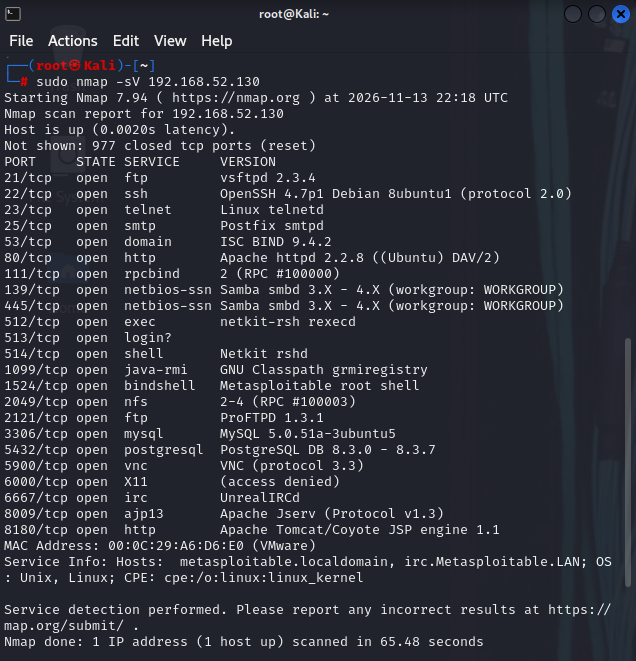 root@Kali: ~
File Actions Edit View Help
┌──(root㉿Kali)-[~]
└─# sudo nmap -sV 192.168.52.130
Starting Nmap 7.94 ( https://nmap.org ) at 2026-11-13 22:18 UTC
Nmap scan report for 192.168.52.130
Host is up (0.0020s latency).
Not shown: 977 closed tcp ports (reset)
PORT     STATE SERVICE     VERSION
21/tcp   open  ftp         vsftpd 2.3.4
22/tcp   open  ssh         OpenSSH 4.7p1 Debian 8ubuntu1 (protocol 2.0)
23/tcp   open  telnet      Linux telnetd
25/tcp   open  smtp        Postfix smtpd
53/tcp   open  domain      ISC BIND 9.4.2
80/tcp   open  http        Apache httpd 2.2.8 ((Ubuntu) DAV/2)
111/tcp  open  rpcbind     2 (RPC #100000)
139/tcp  open  netbios-ssn Samba smbd 3.X - 4.X (workgroup: WORKGROUP)
445/tcp  open  netbios-ssn Samba smbd 3.X - 4.X (workgroup: WORKGROUP)
512/tcp  open  exec        netkit-rsh rexecd
513/tcp  open  login?
514/tcp  open  shell       Netkit rshd
1099/tcp open  java-rmi    GNU Classpath grmiregistry
1524/tcp open  bindshell   Metasploitable root shell
2049/tcp open  nfs         2-4 (RPC #100003)
2121/tcp open  ftp         ProFTPD 1.3.1
3306/tcp open  mysql       MySQL 5.0.51a-3ubuntu5
5432/tcp open  postgresql  PostgreSQL DB 8.3.0 - 8.3.7
5900/tcp open  vnc         VNC (protocol 3.3)
6000/tcp open  X11         (access denied)
6667/tcp open  irc         UnrealIRCd
8009/tcp open  ajp13       Apache Jserv (Protocol v1.3)
8180/tcp open  http        Apache Tomcat/Coyote JSP engine 1.1
MAC Address: 00:0C:29:A6:D6:E0 (VMware)
Service Info: Hosts:  metasploitable.localdomain, irc.Metasploitable.LAN; OS
: Unix, Linux; CPE: cpe:/o:linux:linux_kernel

Service detection performed. Please report any incorrect results at https://
map.org/submit/ .
Nmap done: 1 IP address (1 host up) scanned in 65.48 seconds